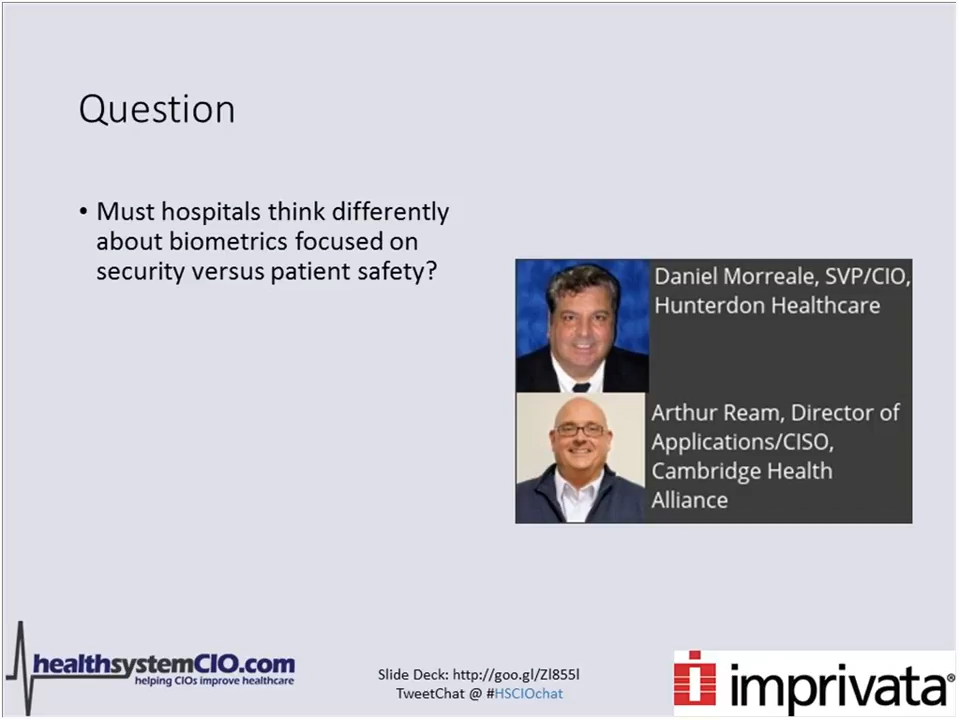 Question
• Must hospitals think differently
about biometrics focused on
security versus patient safety?
Daniel Morreale, SVP/CIO,
Hunterdon Healthcare
Arthur Ream, Director of
Applications/CISO,
Cambridge Health
Alliance
healthsystemCIO.com
helping CIOs improve healthcare
Slide Deck: http://goo.gl/Zl855l
TweetChat @ #HSCIOchat
imprivata®